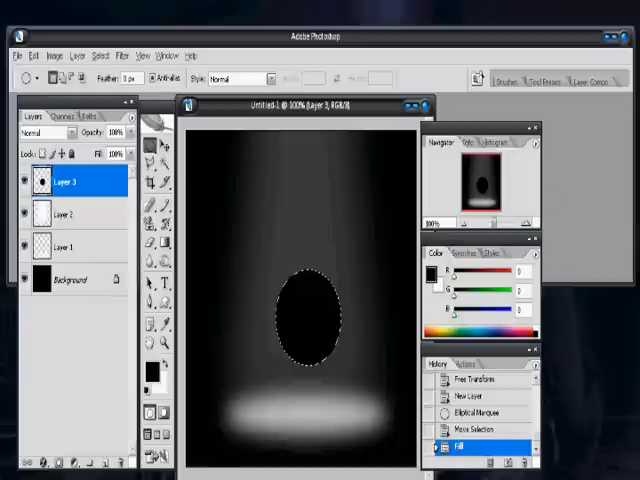 Adobe Photoshop
File Edit Image Layer Select Filter View Window Help
Feather: 0 px Anti-alias Style: Normal
Brushes Tool Presets Layer Comps
Layers Channels Paths
Normal Opacity: 100%
Lock: Fill: 100%
Layer 3
Layer 2
Layer 1
Background
Untitled-1 @ 100% (Layer 3, RGB/8)
Navigator Info Histogram
100%
Color Swatches Styles
R 0
G 0
B 0
History Actions
Free Transform
New Layer
Elliptical Marquee
Move Selection
Fill